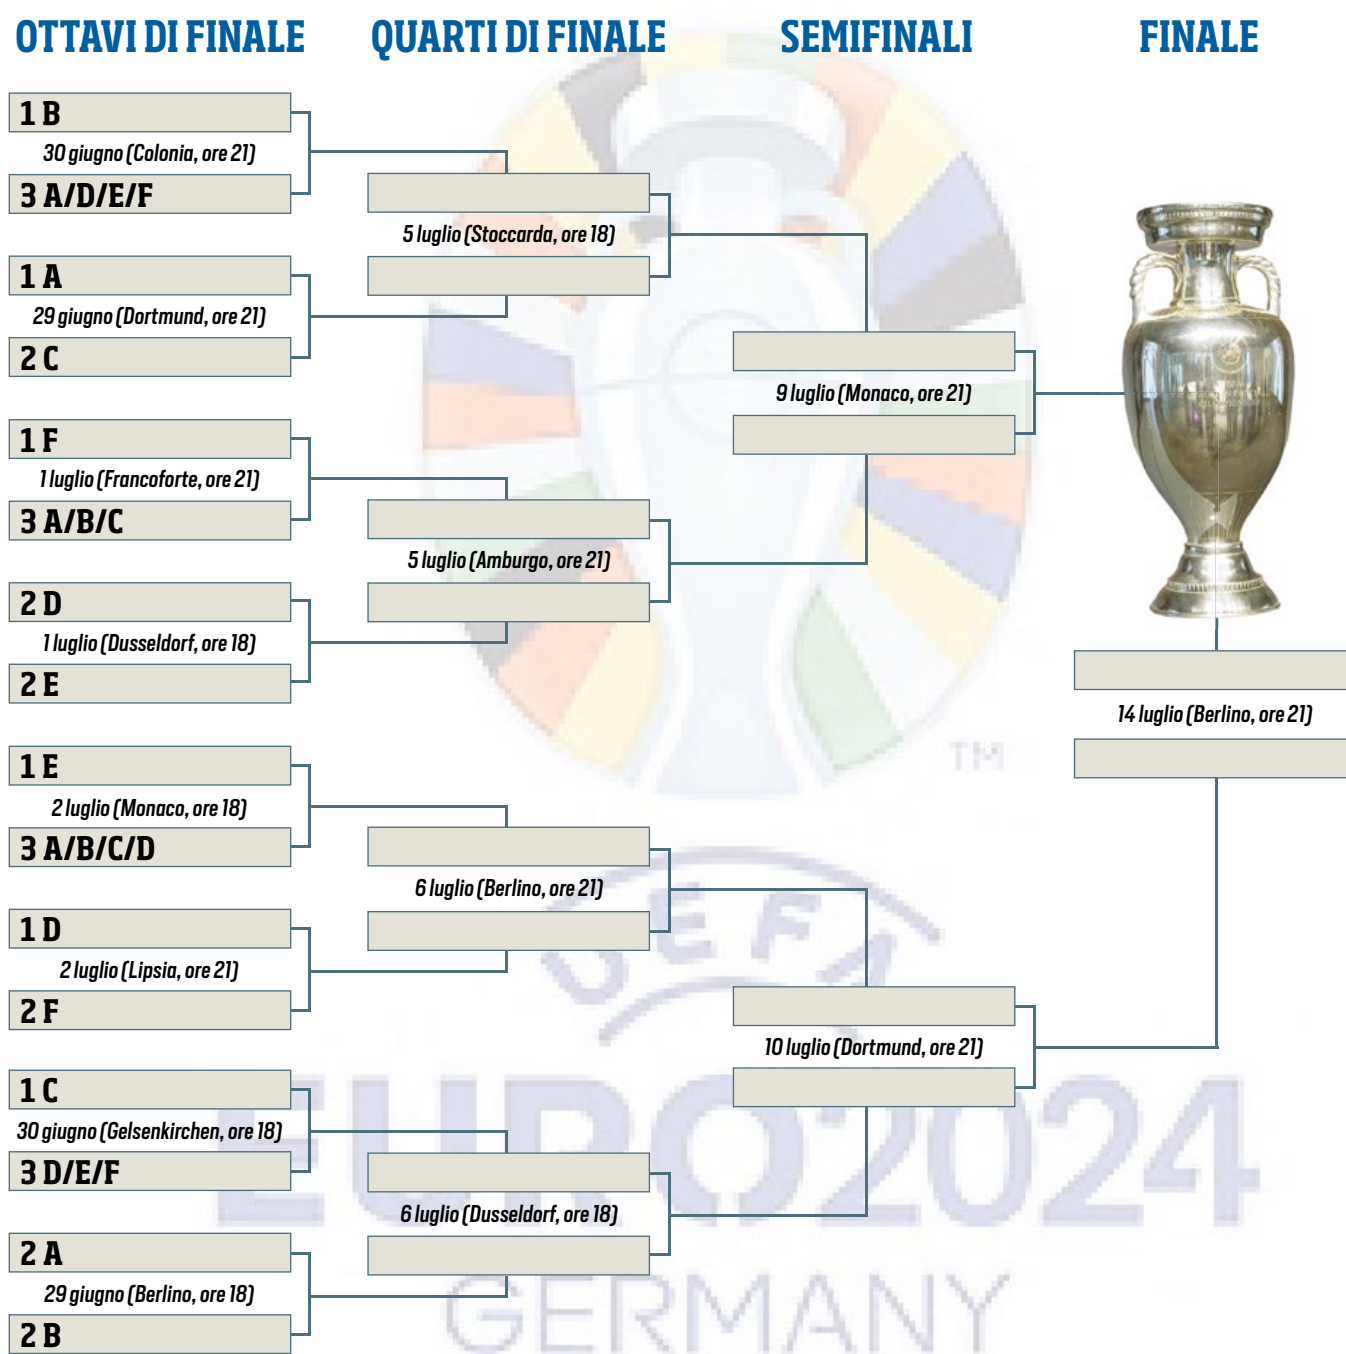 OTTAVI DI FINALE
QUARTI DI FINALE
SEMIFINALI
FINALE
1 B
30 giugno (Colonia, ore 21)
3 A/D/E/F
1 A
29 giugno (Dortmund, ore 21)
2 C
1 F
1 luglio (Francoforte, ore 21)
3 A/B/C
2 D
1 luglio (Dusseldorf, ore 18)
2 E
1 E
2 luglio (Monaco, ore 18)
3 A/B/C/D
1 D
2 luglio (Lipsia, ore 21)
2 F
1 C
30 giugno (Gelsenkirchen, ore 18)
3 D/E/F
2 A
29 giugno (Berlino, ore 18)
2 B
5 luglio (Stoccarda, ore 18)
5 luglio (Amburgo, ore 21)
6 luglio (Berlino, ore 21)
6 luglio (Dusseldorf, ore 18)
9 luglio (Monaco, ore 21)
10 luglio (Dortmund, ore 21)
14 luglio (Berlino, ore 21)
TM
UEFA
EURO2024
GERMANY